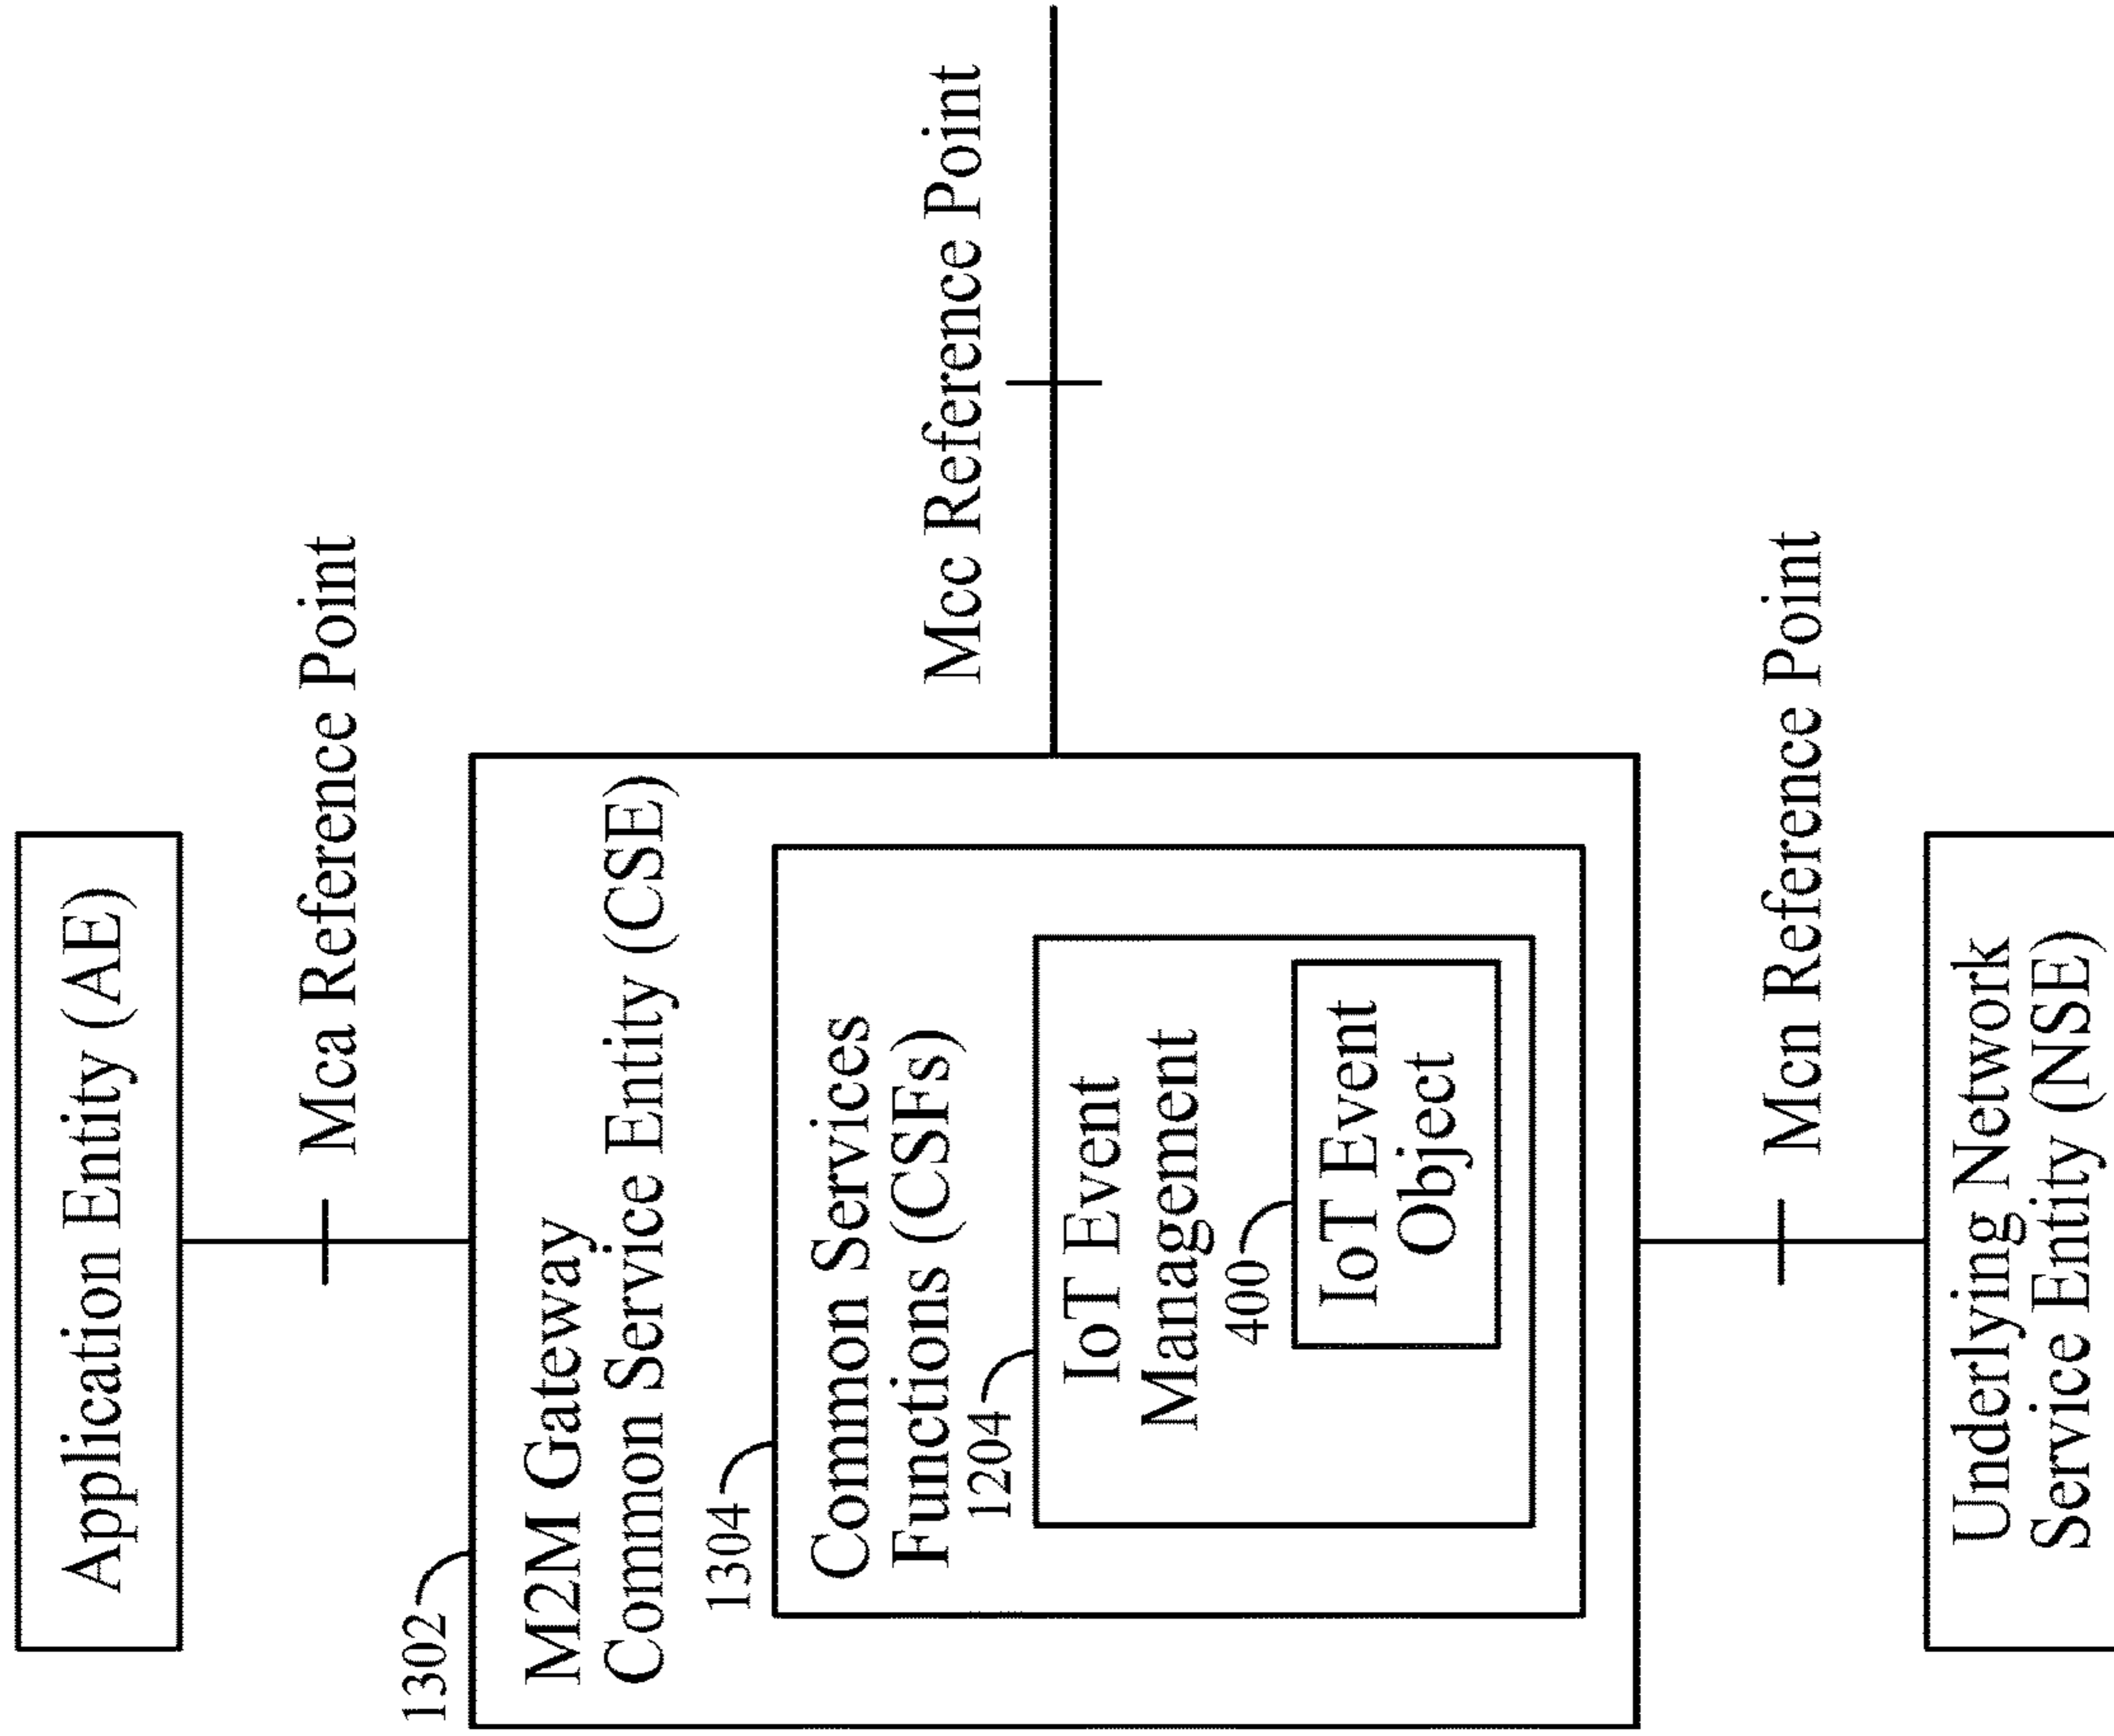 Application Entity (AE)
Mca Reference Point
1302
M2M Gateway
Common Service Entity (CSE)
1304
Common Services
Functions (CSFs)
1204
IoT Event
Management
400
IoT Event
Object
Mcc Reference Point
Mcn Reference Point
Underlying Network
Service Entity (NSE)